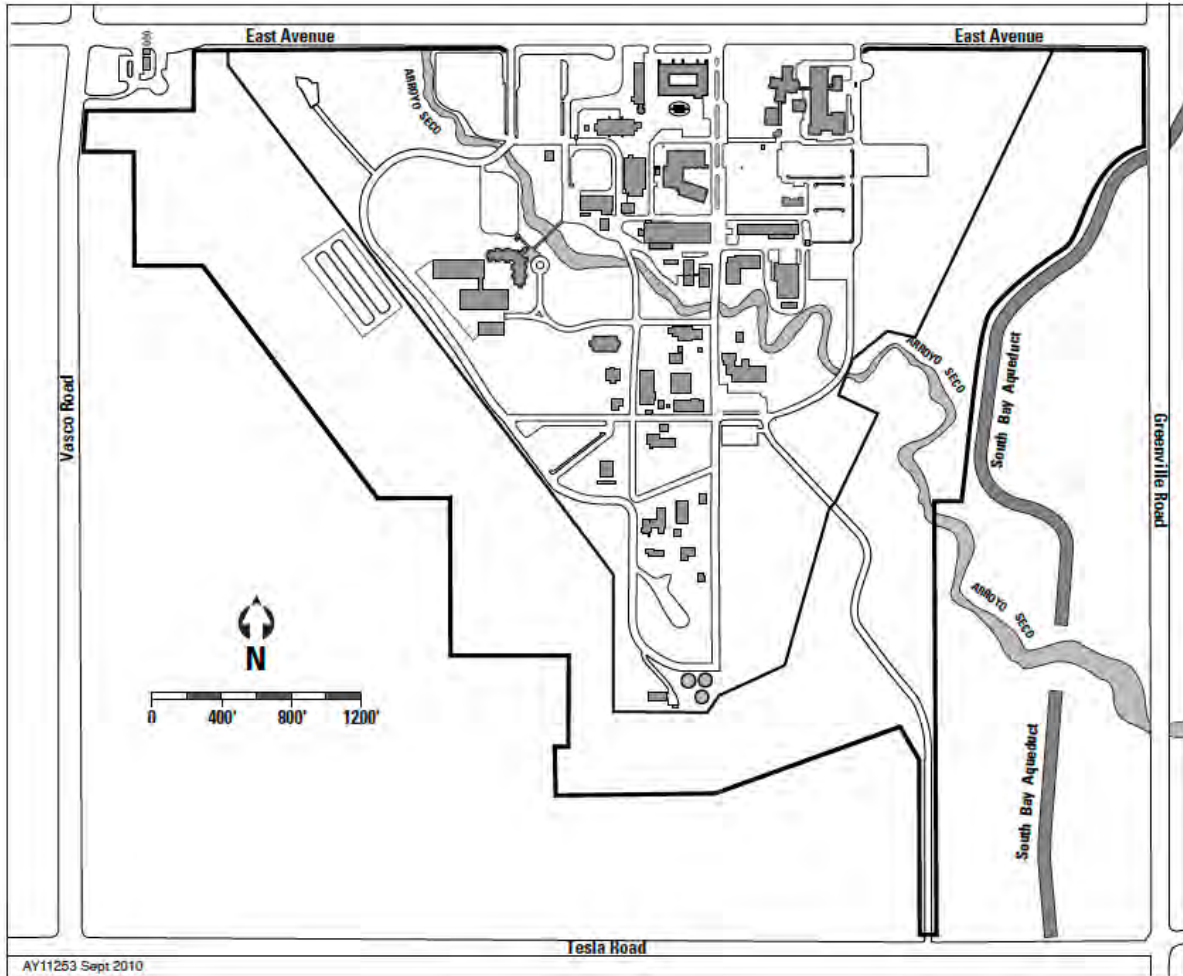 East Avenue
East Avenue
ARROYO SECO
ARROYO SECO
South Bay Aqueduct
Vasco Road
Greenville Road
N
0 400' 800' 1200'
ARROYO SECO
South Bay Aqueduct
Tesla Road
AY11253 Sept 2010